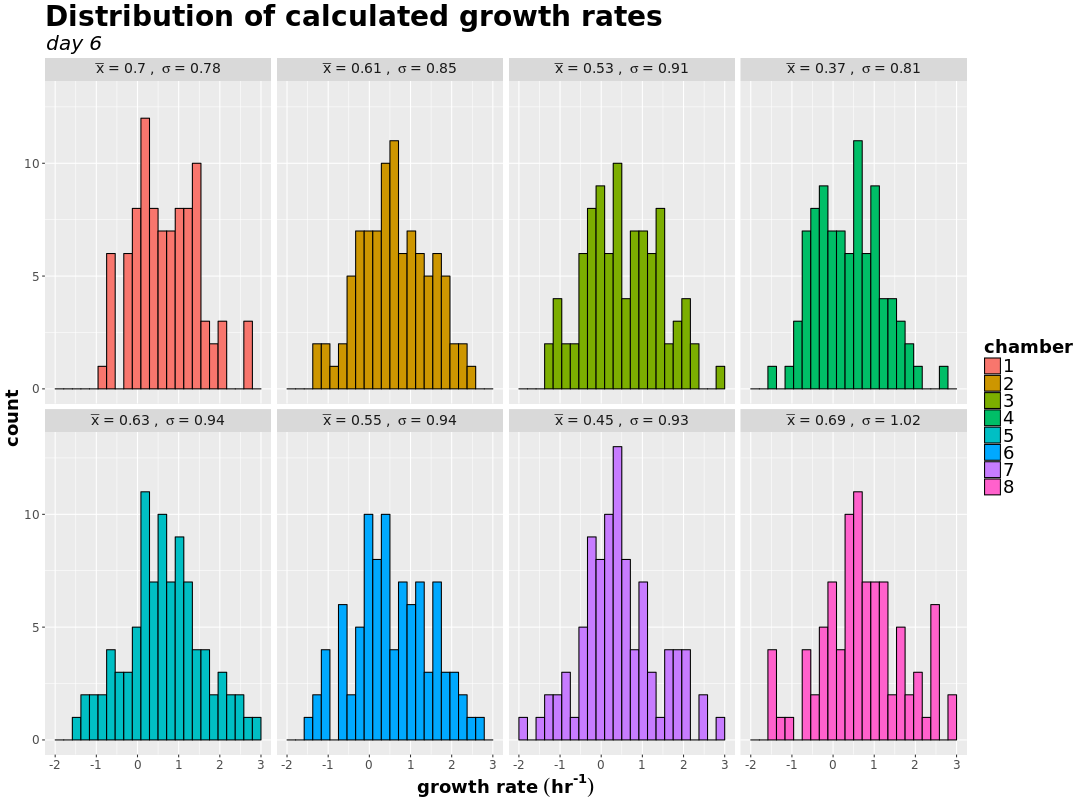 Distribution of calculated growth rates
day 6
x̅ = 0.7 , σ = 0.78
x̅ = 0.61 , σ = 0.85
x̅ = 0.53 , σ = 0.91
x̅ = 0.37 , σ = 0.81
10
5
0
x̅ = 0.63 , σ = 0.94
x̅ = 0.55 , σ = 0.94
x̅ = 0.45 , σ = 0.93
x̅ = 0.69 , σ = 1.02
10
5
0
-2 -1 0 1 2 3
-2 -1 0 1 2 3
-2 -1 0 1 2 3
-2 -1 0 1 2 3
count
growth rate (hr⁻¹)
chamber
1
2
3
4
5
6
7
8